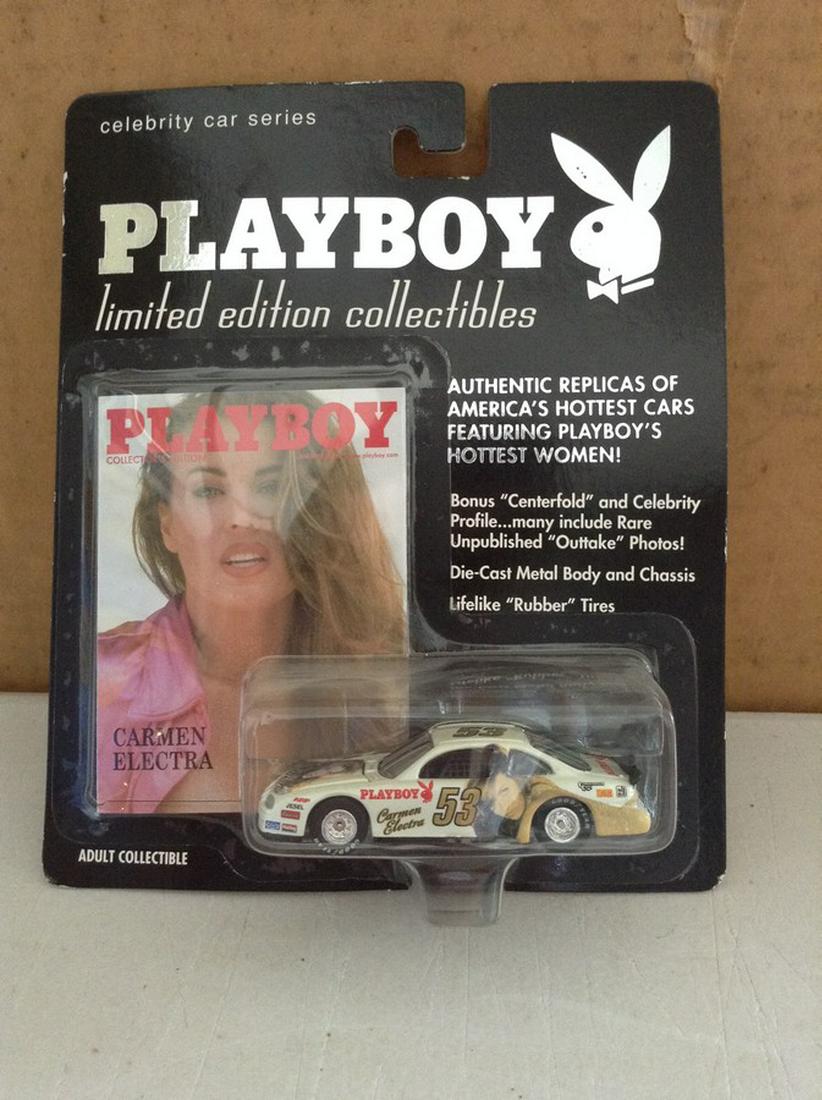 celebrity car series
PLAYBOY
limited edition collectibles
PLAYBOY
AUTHENTIC REPLICAS OF
AMERICA'S HOTTEST CARS
FEATURING PLAYBOY'S
HOTTEST WOMEN!
Bonus "Centerfold" and Celebrity
Profile...many include Rare
Unpublished "Outtake" Photos!
Die-Cast Metal Body and Chassis
Lifelike "Rubber" Tires
CARMEN
ELECTRA
53
PLAYBOY
Carmen
Electra
53
ADULT COLLECTIBLE